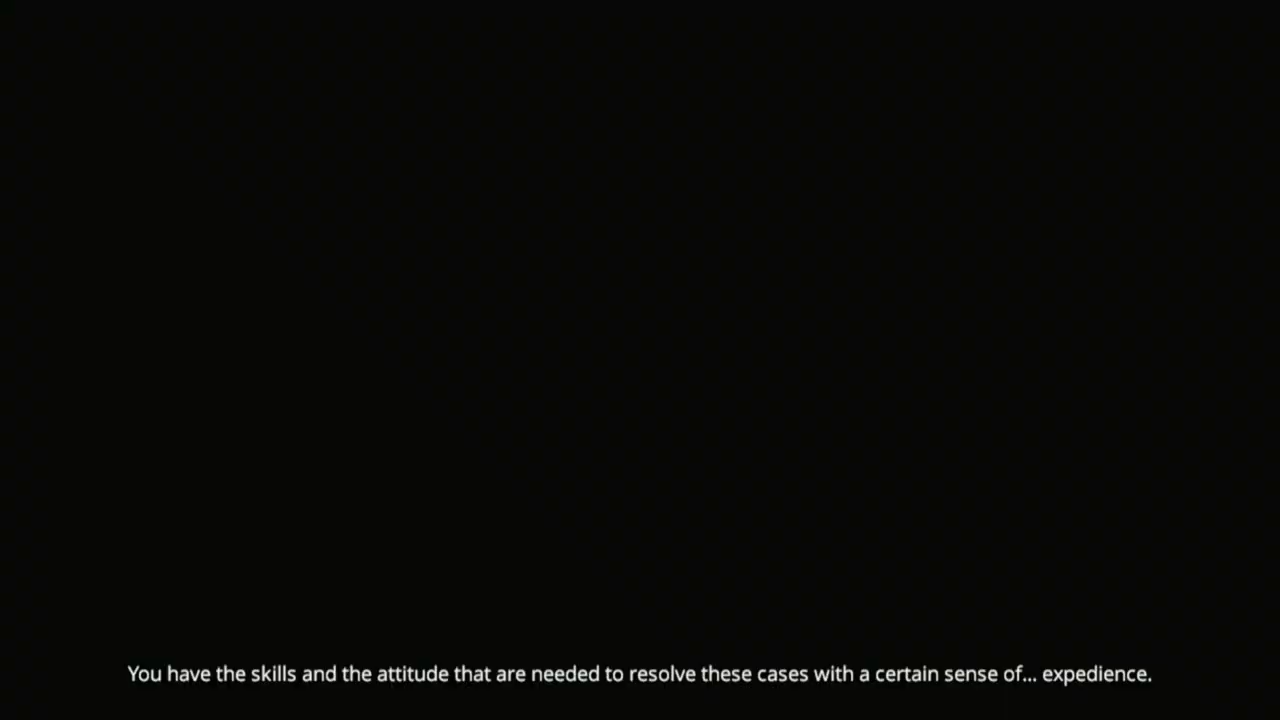 You have the skills and the attitude that are needed to resolve these cases with a certain sense of... expedience.